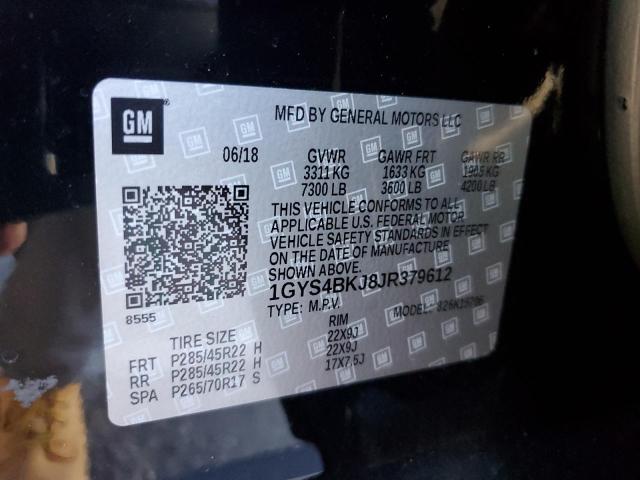 GM
MFD BY GENERAL MOTORS LLC
06/18 GVWR GAWR FRT GAWR RR
3311 KG 1633 KG 1905 KG
7300 LB 3600 LB 4200 LB
THIS VEHICLE CONFORMS TO ALL
APPLICABLE U.S. FEDERAL MOTOR
VEHICLE SAFETY STANDARDS IN EFFECT
ON THE DATE OF MANUFACTURE
SHOWN ABOVE.
1GYS4BKJ8JR379612
8555
TYPE: M.P.V. MODEL:
TIRE SIZE RIM
FRT P285/45R22 H 22X9J
RR P285/45R22 H 22X9J
SPA P265/70R17 S 17X7.5J